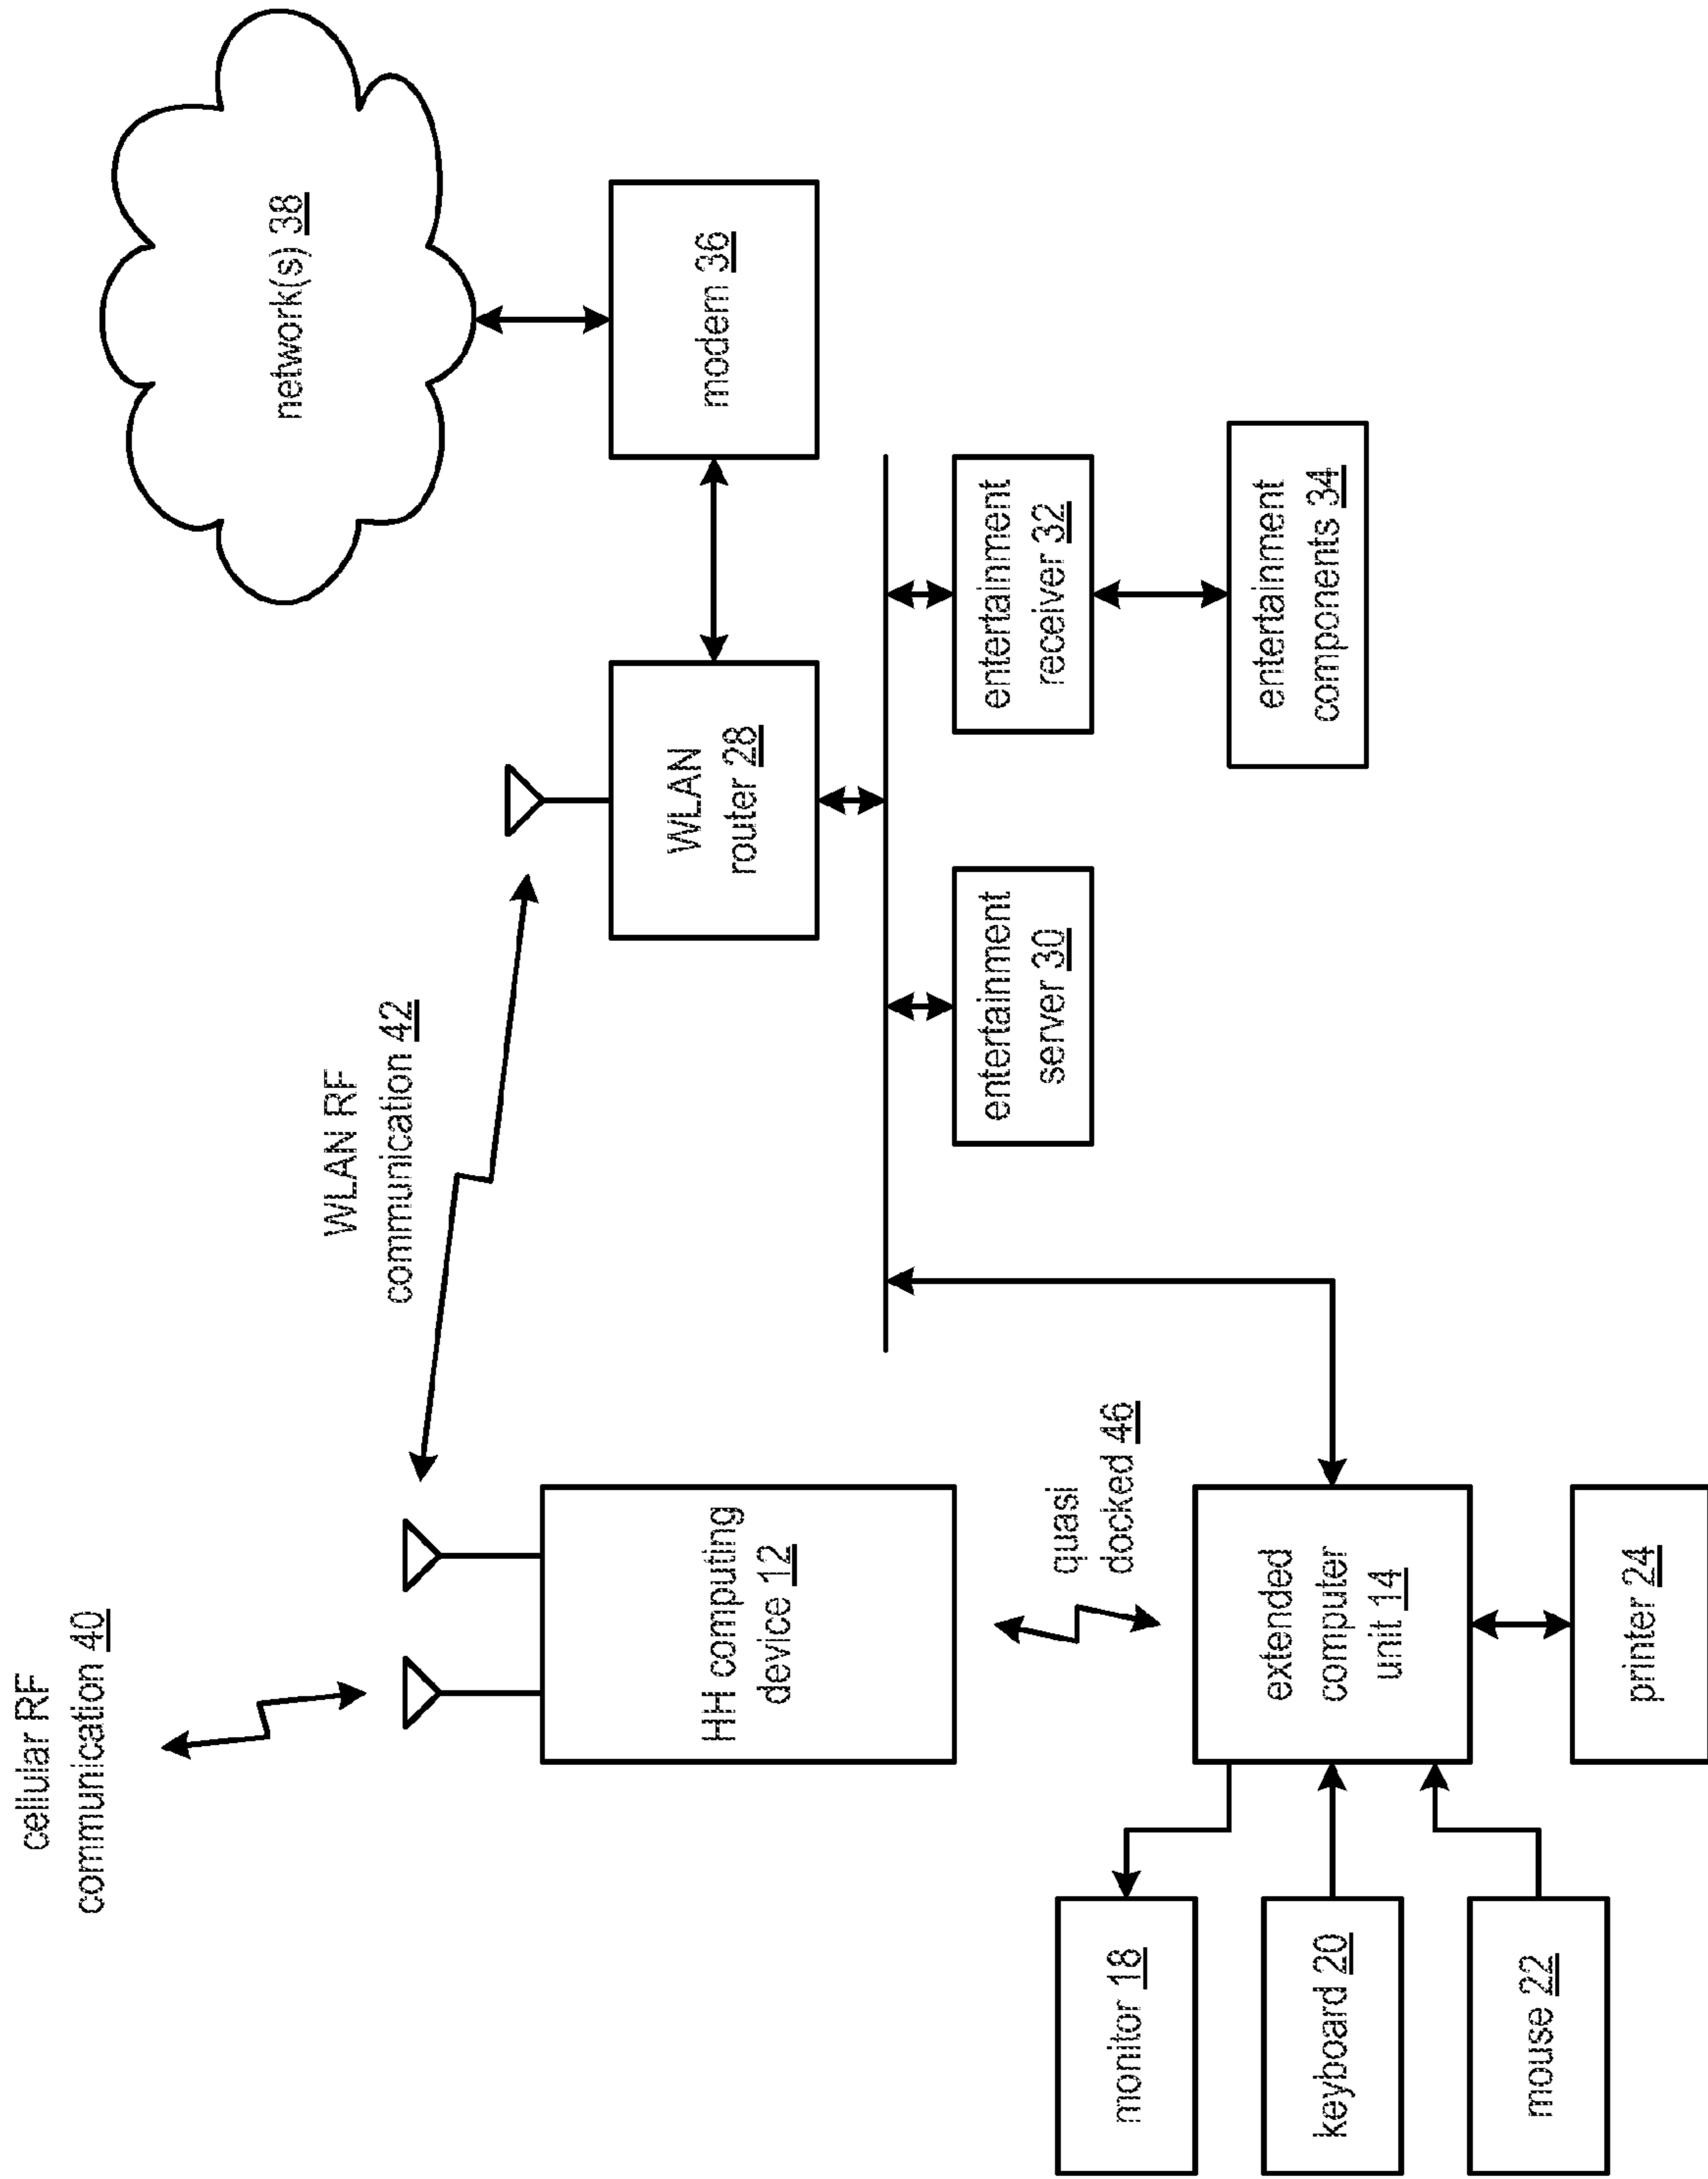 cellular RF
communication 40
WLAN RF
communication 42
network(s) 38
HH computing
device 12
WLAN
router 28
modem 36
quasi
docked 46
entertainment
server 30
entertainment
receiver 32
entertainment
components 34
monitor 18
keyboard 20
mouse 22
extended
computer
unit 14
printer 24